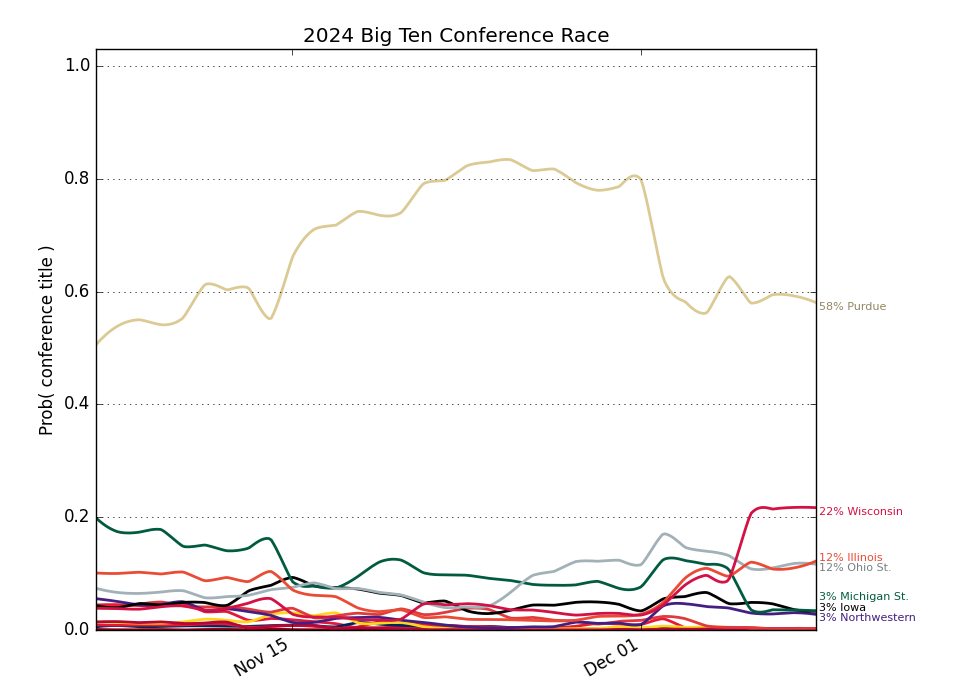 2024 Big Ten Conference Race
1.0
0.8
0.6
0.4
0.2
0.0
Prob( conference title )
Nov 15
Dec 01
58% Purdue
22% Wisconsin
12% Illinois
12% Ohio St.
3% Michigan St.
3% Iowa
3% Northwestern